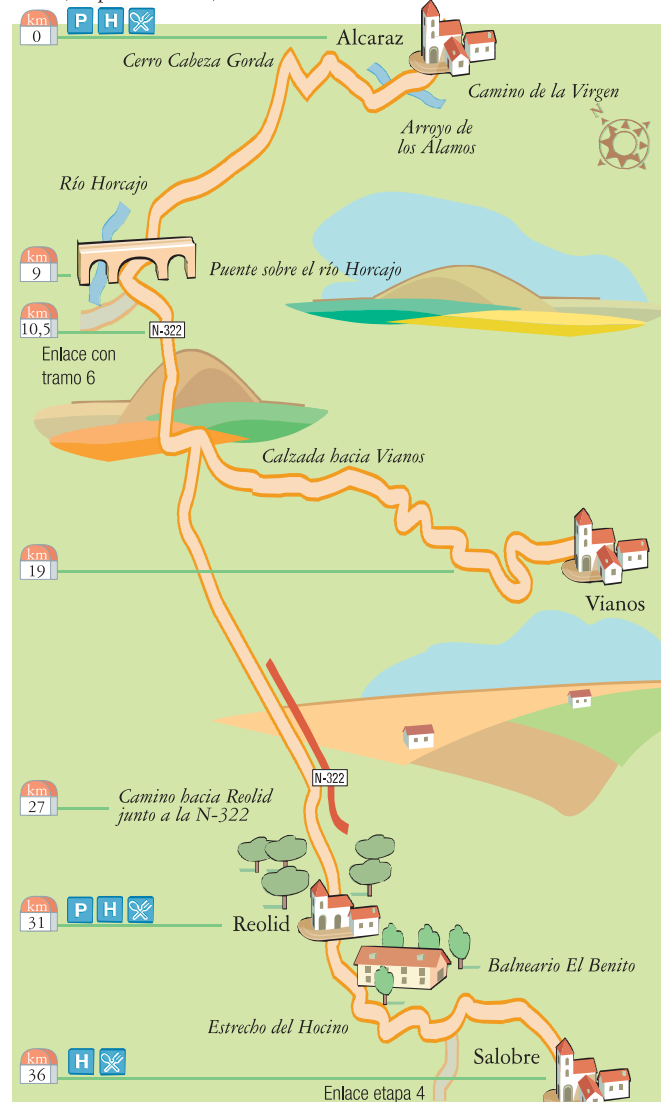 km
0
P H
Alcaraz
Cerro Cabeza Gorda
Camino de la Virgen
Arroyo de
los Álamos
N
Río Horcajo
km
9
Puente sobre el río Horcajo
km
10,5
N-322
Enlace con
tramo 6
Calzada hacia Vianos
km
19
Vianos
N-322
km
27
Camino hacia Reolid
junto a la N-322
km
31
P H
Reolid
Balneario El Benito
Estrecho del Hocino
km
36
H
Salobre
Enlace etapa 4